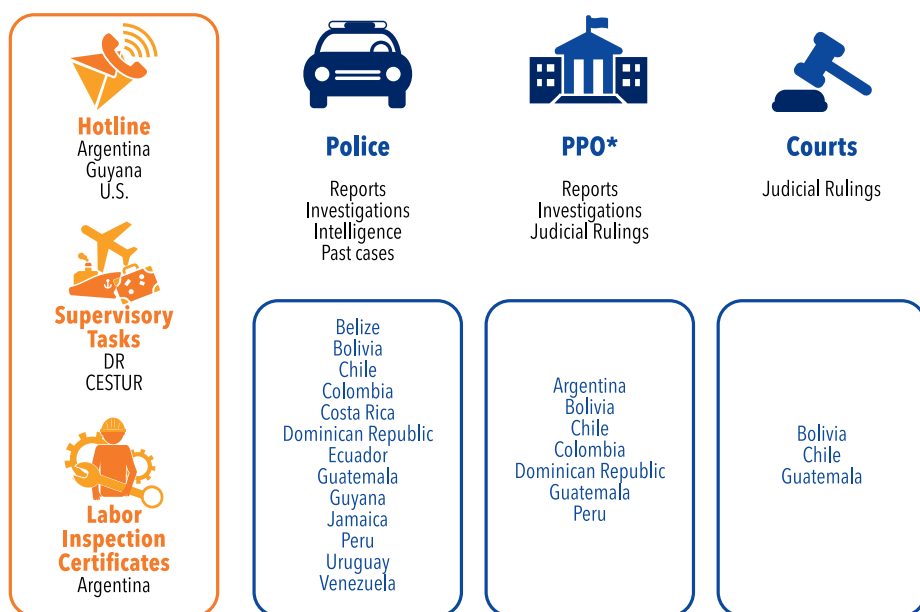 Hotline
Argentina
Guyana
U.S.
Supervisory
Tasks
DR
CESTUR
Labor
Inspection
Certificates
Argentina
Police
Reports
Investigations
Intelligence
Past cases
Belize
Bolivia
Chile
Colombia
Costa Rica
Dominican Republic
Ecuador
Guatemala
Guyana
Jamaica
Peru
Uruguay
Venezuela
PPO*
Reports
Investigations
Judicial Rulings
Argentina
Bolivia
Chile
Colombia
Dominican Republic
Guatemala
Peru
Courts
Judicial Rulings
Bolivia
Chile
Guatemala